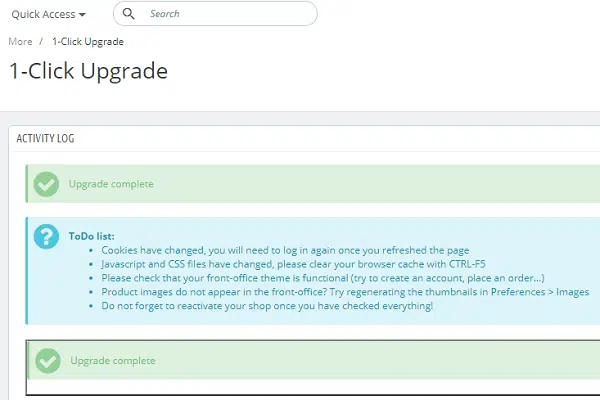 Quick Access
Search
More / 1-Click Upgrade
1-Click Upgrade
ACTIVITY LOG
Upgrade complete
ToDo list:
Cookies have changed, you will need to log in again once you refreshed the page
Javascript and CSS files have changed, please clear your browser cache with CTRL-F5
Please check that your front-office theme is functional (try to create an account, place an order...)
Product images do not appear in the front-office? Try regenerating the thumbnails in Preferences > Images
Do not forget to reactivate your shop once you have checked everything!
Upgrade complete